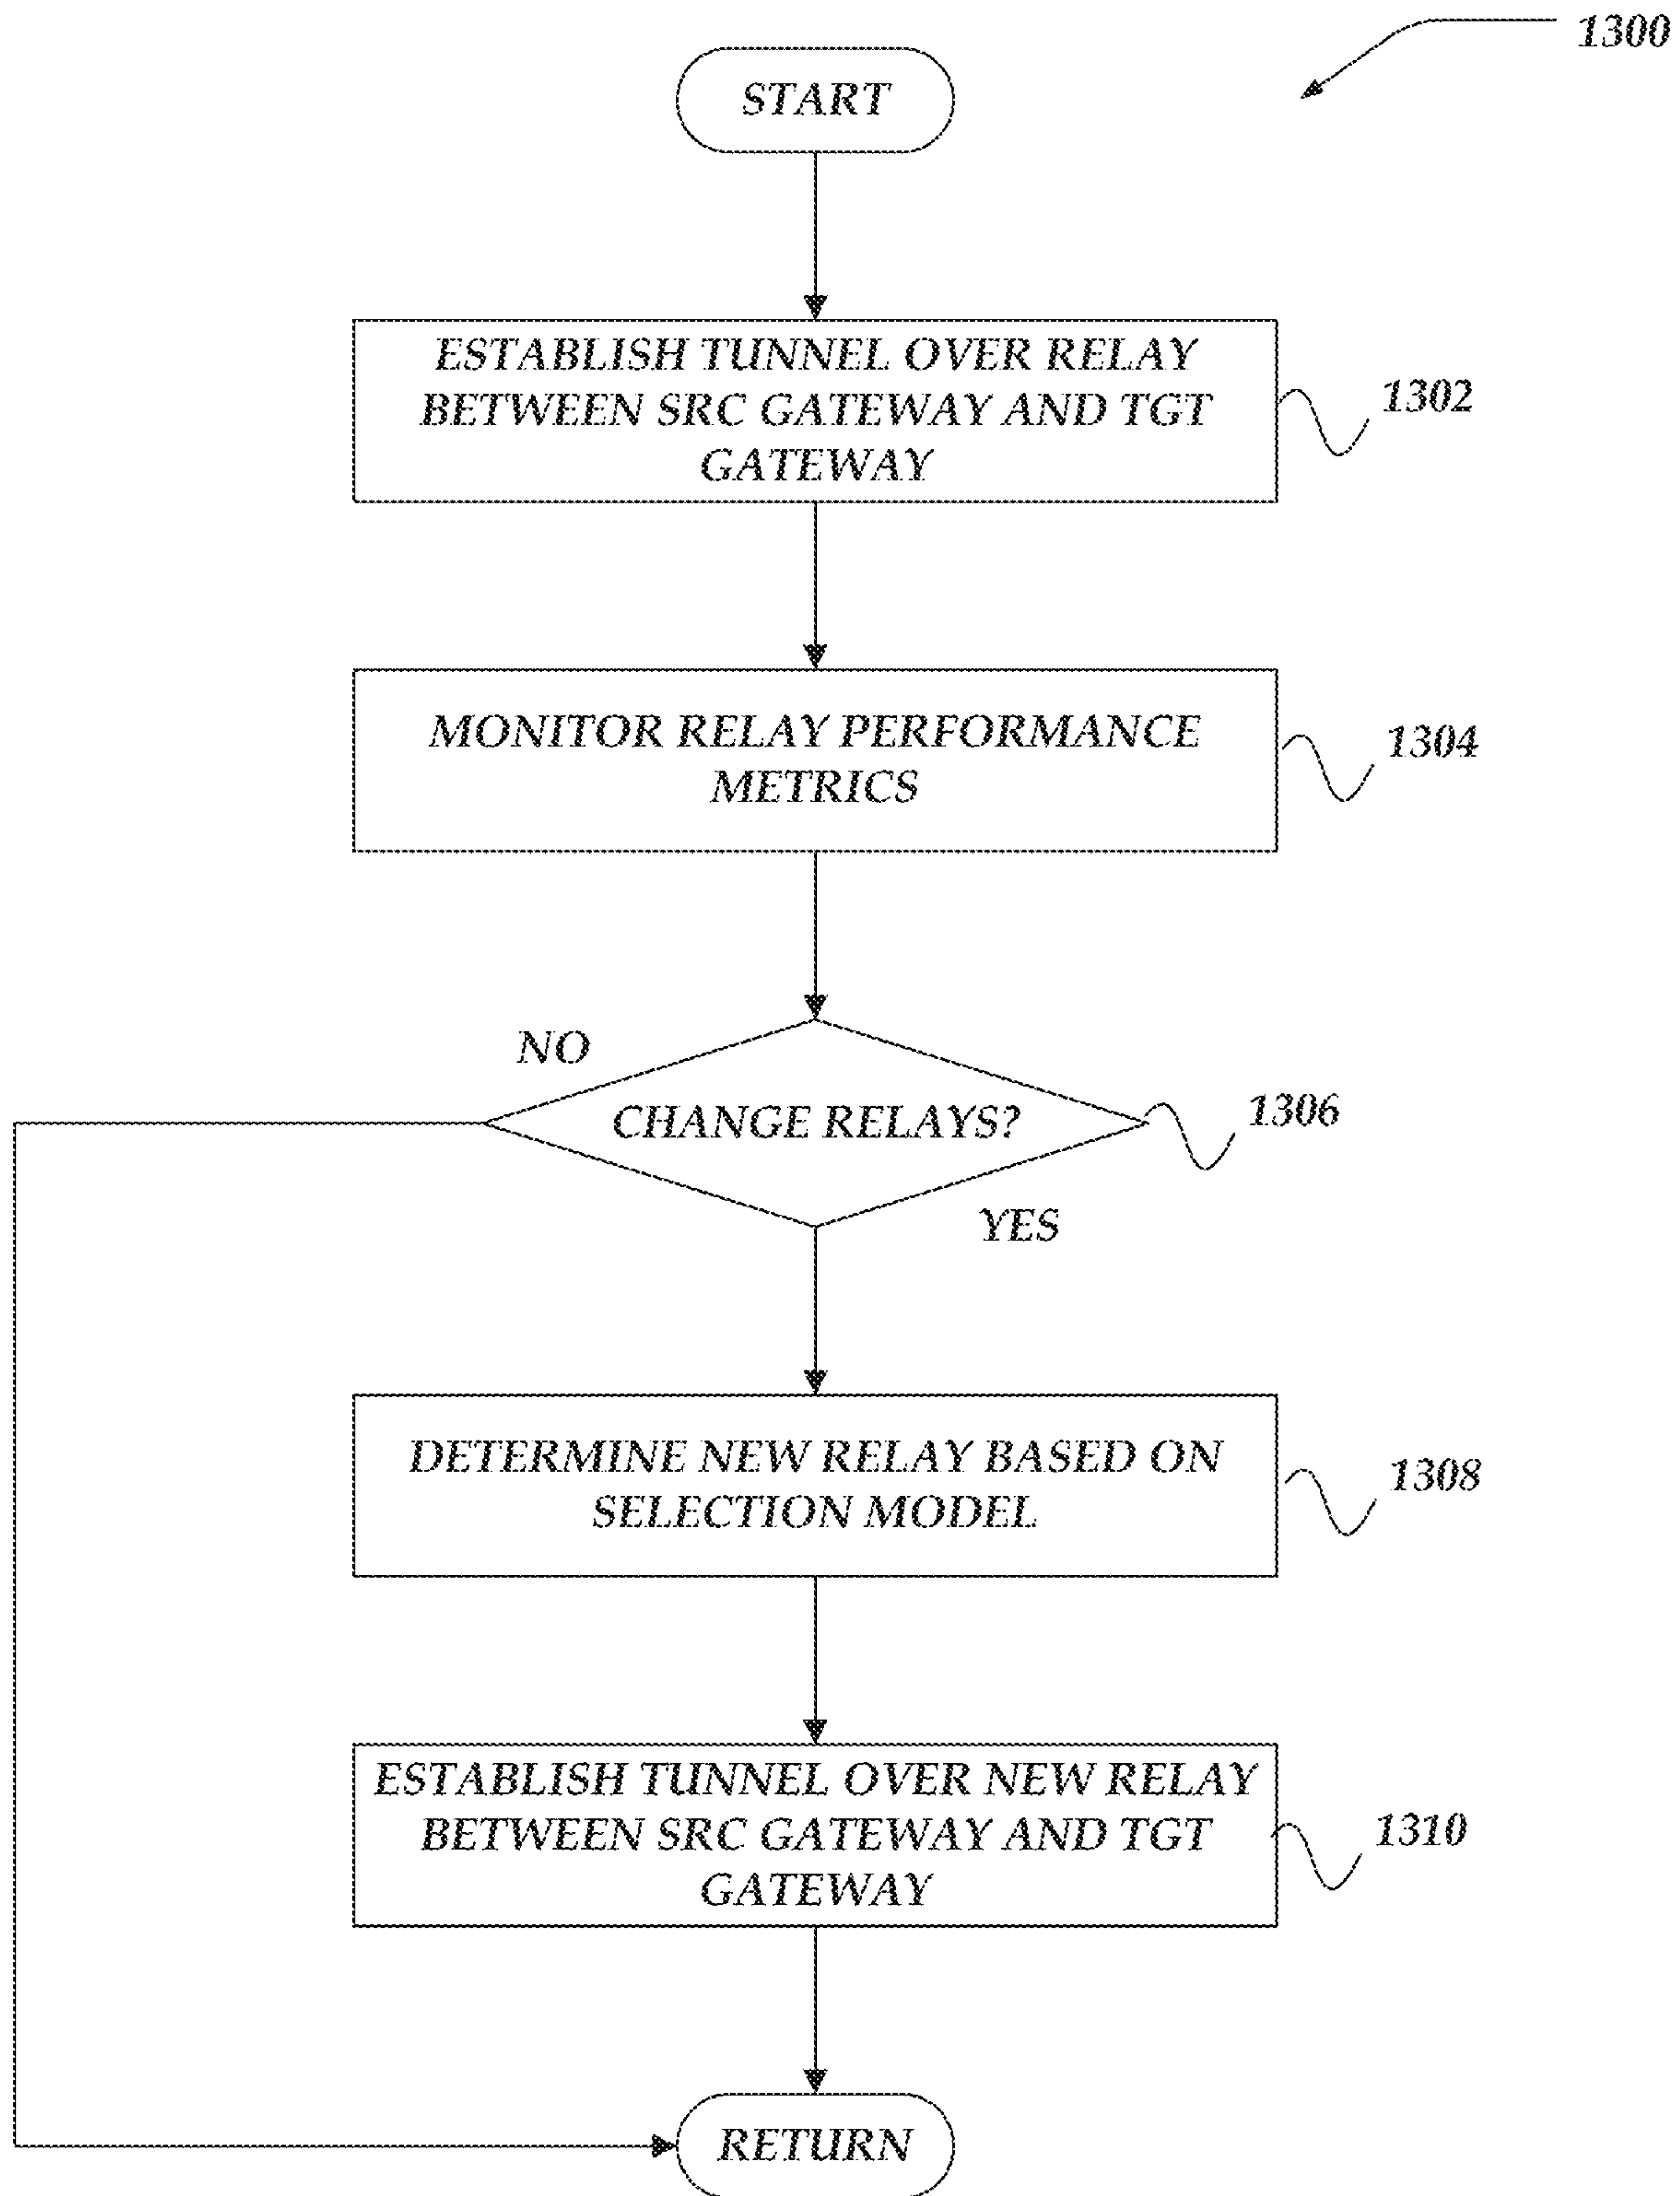 1300
START
ESTABLISH TUNNEL OVER RELAY
BETWEEN SRC GATEWAY AND TGT
GATEWAY
1302
MONITOR RELAY PERFORMANCE
METRICS
1304
NO
CHANGE RELAYS?
1306
YES
DETERMINE NEW RELAY BASED ON
SELECTION MODEL
1308
ESTABLISH TUNNEL OVER NEW RELAY
BETWEEN SRC GATEWAY AND TGT
GATEWAY
1310
RETURN